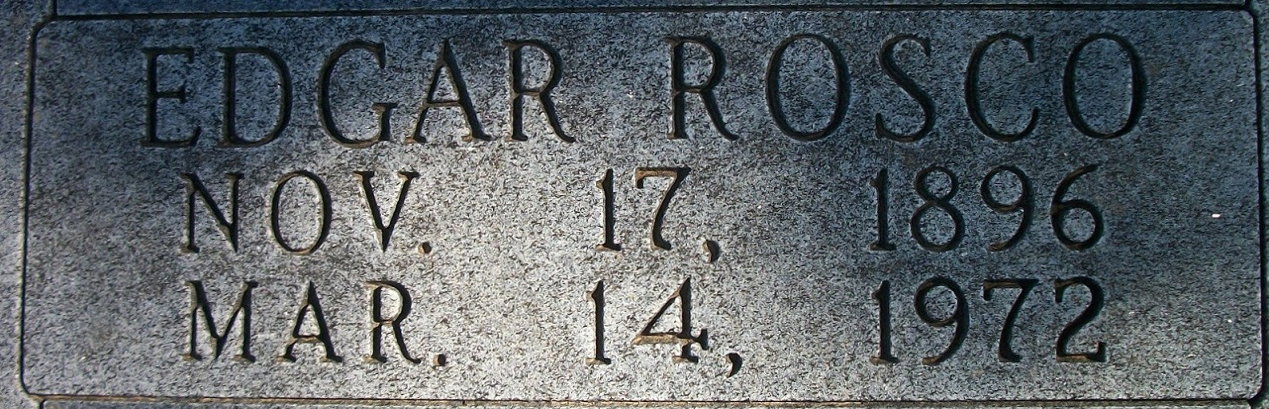 EDGAR ROSCO
NOV. 17, 1896
MAR. 14, 1972